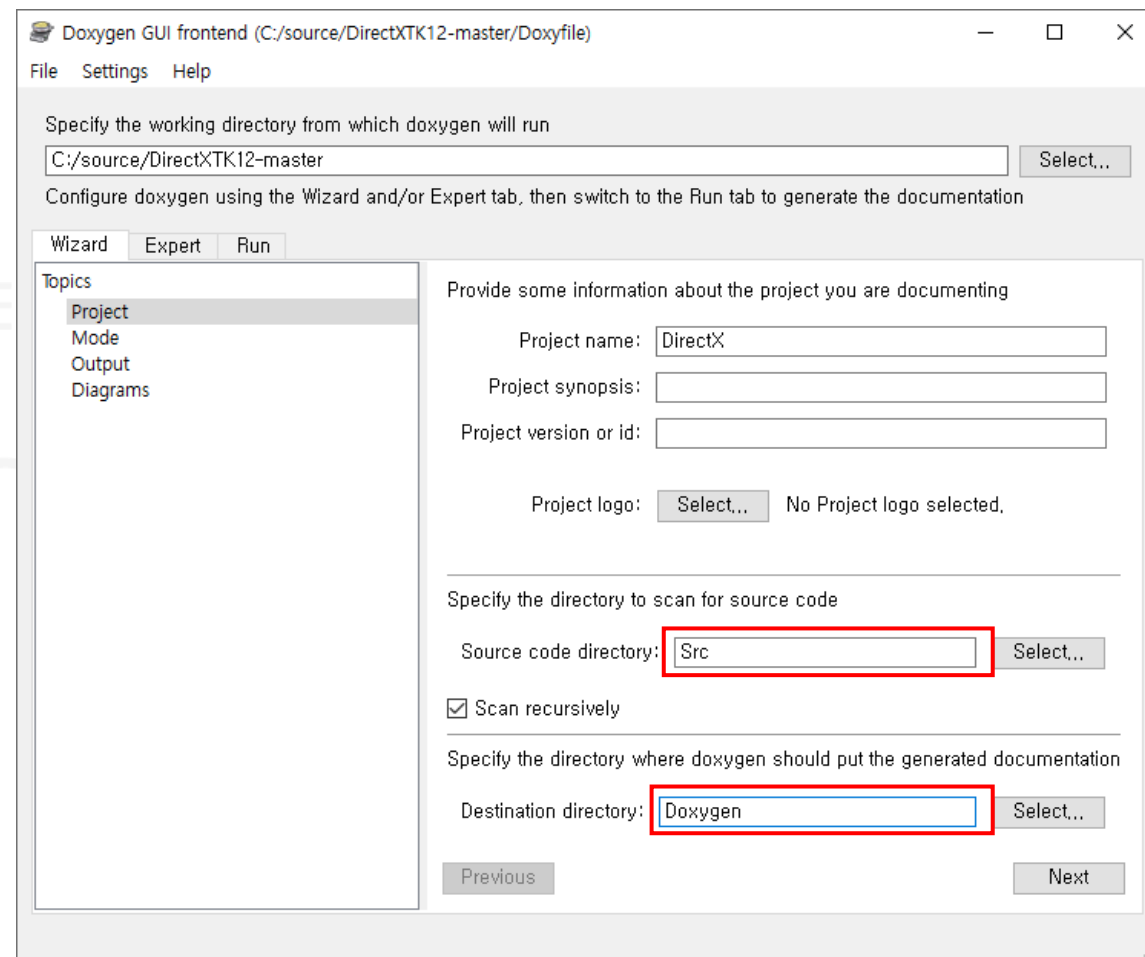 Doxygen GUI frontend (C:/source/DirectXTK12-master/Doxyfile)
File Settings Help
Specify the working directory from which doxygen will run
C:/source/DirectXTK12-master Select...
Configure doxygen using the Wizard and/or Expert tab, then switch to the Run tab to generate the documentation
Wizard Expert Run
Topics
Project
Mode
Output
Diagrams
Provide some information about the project you are documenting
Project name: DirectX
Project synopsis:
Project version or id:
Project logo: Select... No Project logo selected.
Specify the directory to scan for source code
Source code directory: Src Select...
Scan recursively
Specify the directory where doxygen should put the generated documentation
Destination directory: Doxygen Select...
Previous Next